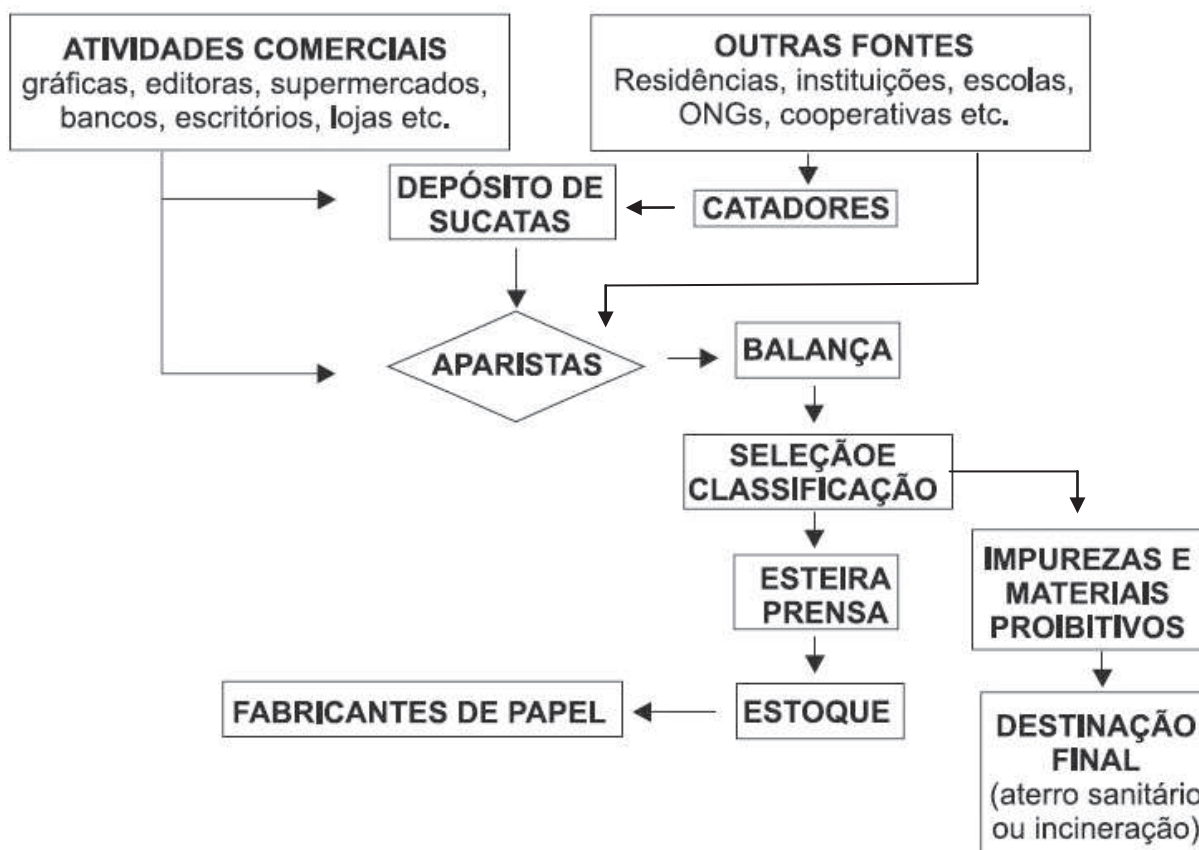 ATIVIDADES COMERCIAIS
gráficas, editoras, supermercados,
bancos, escritórios, lojas etc.
OUTRAS FONTES
Residências, instituições, escolas,
ONGs, cooperativas etc.
DEPÓSITO DE
SUCATAS
CATADORES
APARISTAS
BALANÇA
SELEÇÃOE
CLASSIFICAÇÃO
ESTEIRA
PRENSA
IMPUREZAS E
MATERIAIS
PROIBITIVOS
FABRICANTES DE PAPEL
ESTOQUE
DESTINAÇÃO
FINAL
(aterro sanitário
ou incineração)